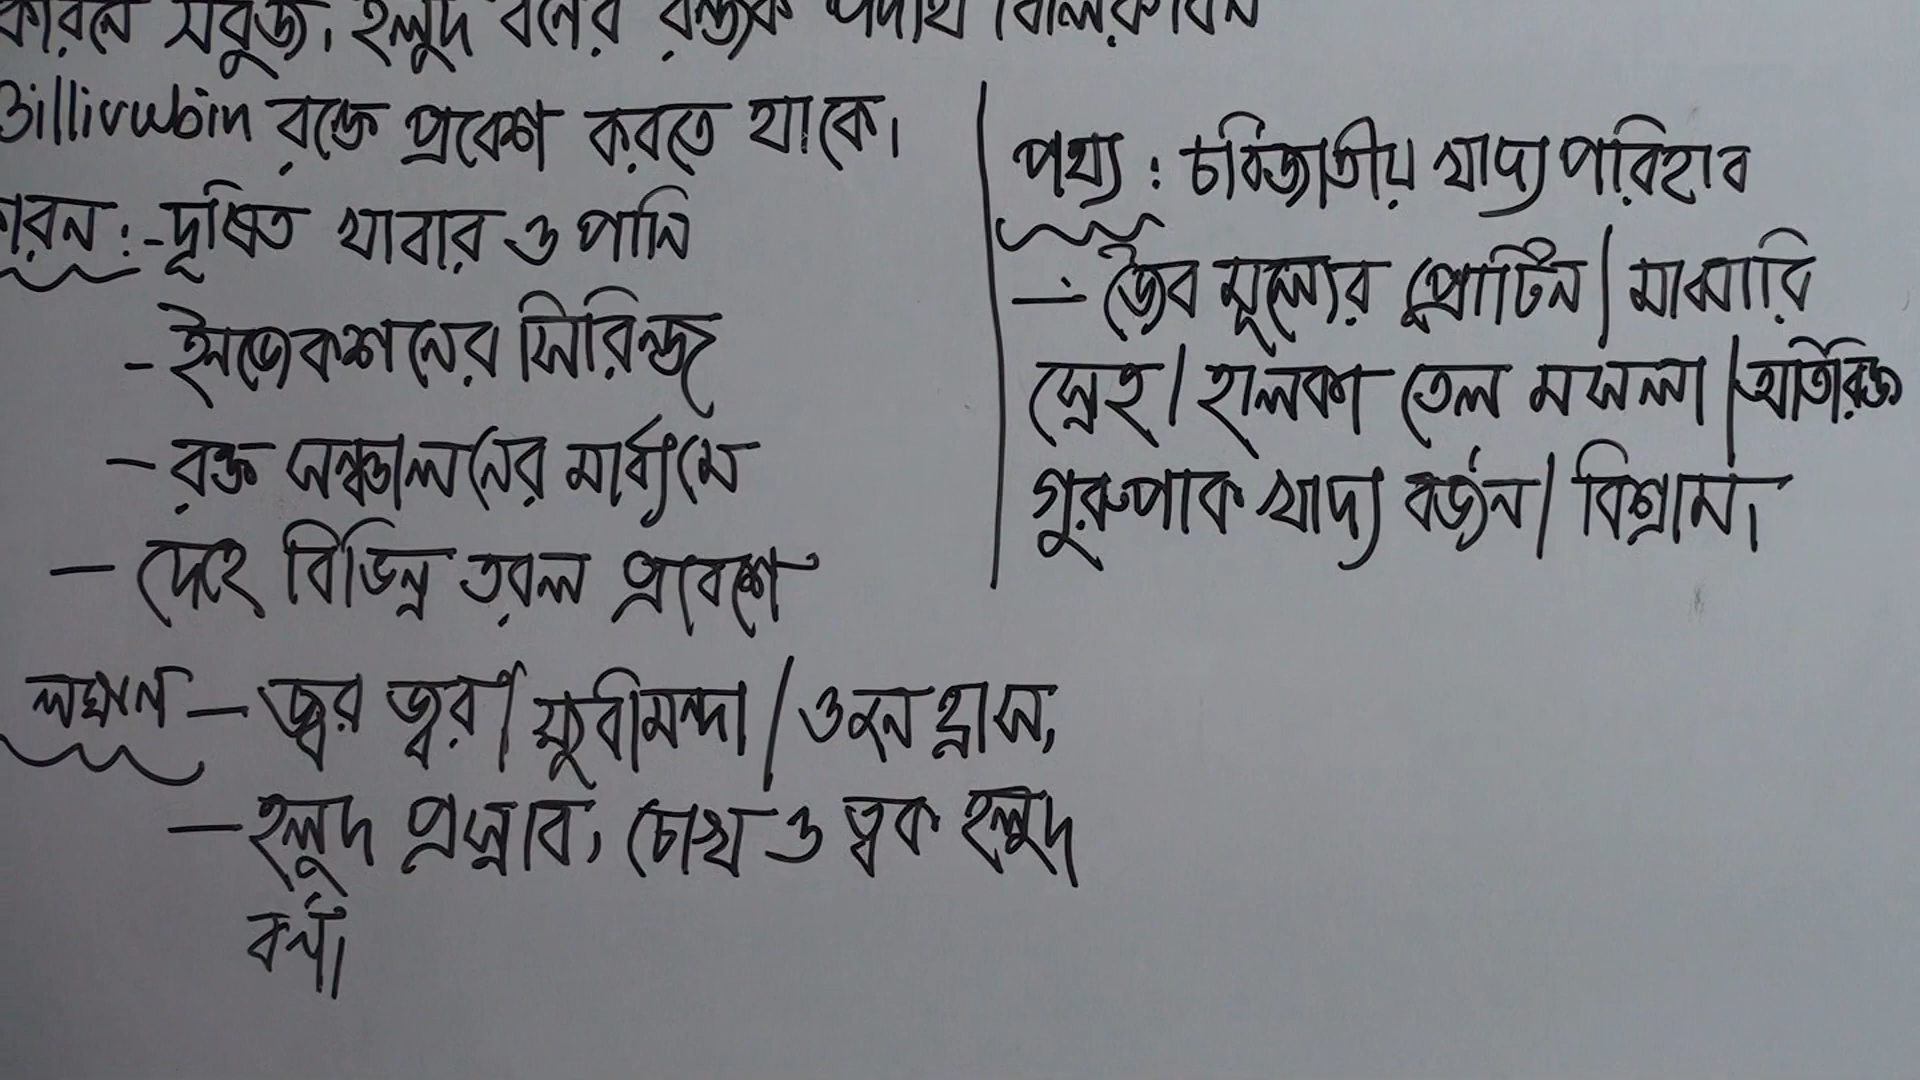 কারনে সবুজ, হলুদ বর্নের রঞ্জক পদার্থ বিলিরুবিন
Billirubin রক্তে প্রবেশ করতে থাকে।
কারন :- দূষিত খাবার ও পানি
- ইনজেকশনের সিরিঞ্জ
- রক্ত সঞ্চালনের মাধ্যমে
- দেহে বিভিন্ন তরল প্রবেশে
লক্ষণ - জ্বর জ্বর / ক্ষুধামন্দা / ওজন হ্রাস,
- হলুদ প্রস্রাব, চোখ ও ত্বক হলুদ
বর্ণ।
পথ্য : চর্বিজাতীয় খাদ্য পরিহার
- জৈব মূল্যের প্রোটিন / মাঝারি
স্নেহ / হালকা তেল মসলা / অতিরিক্ত
গুরুপাক খাদ্য বর্জন / বিশ্রাম।